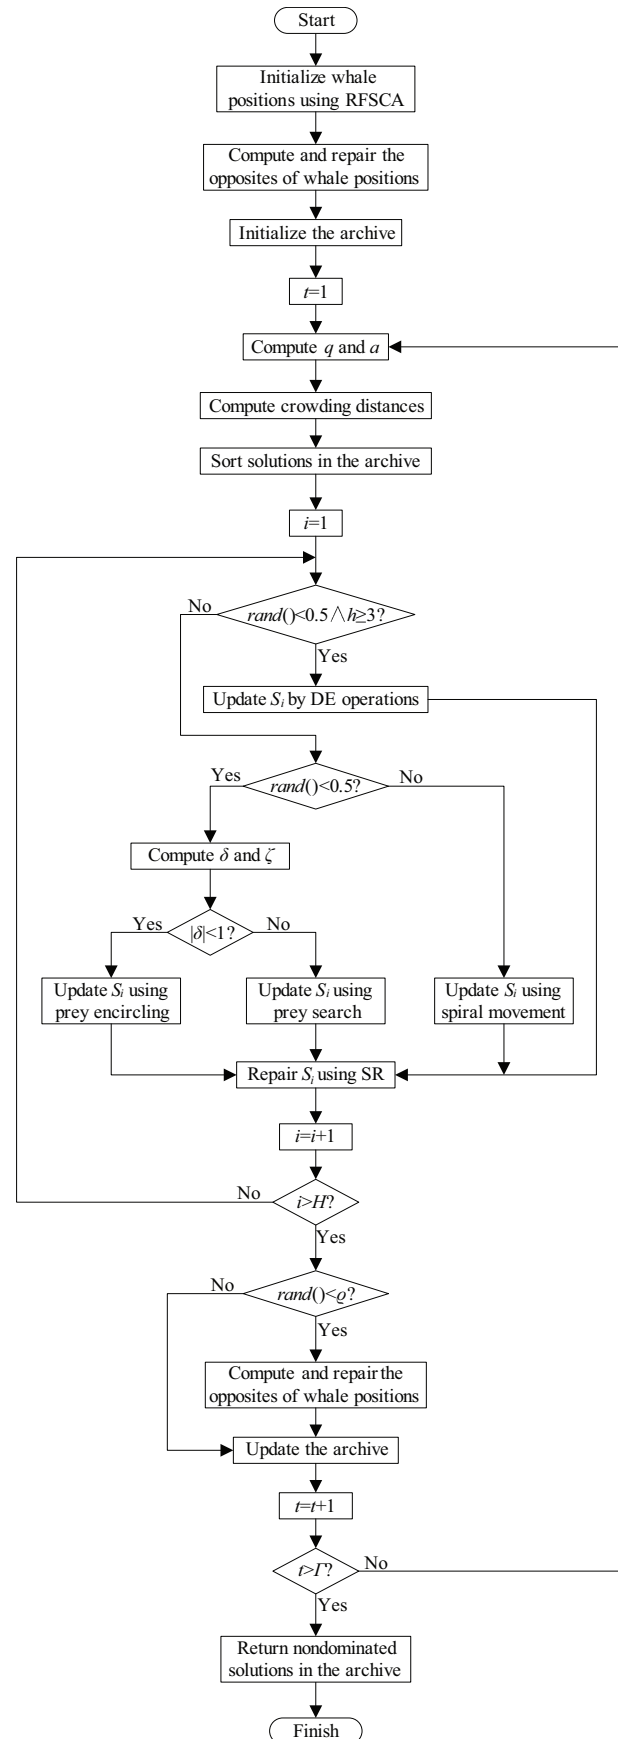 Start
Initialize whale
positions using RFSCA
Compute and repair the
opposites of whale positions
Initialize the archive
t=1
Compute q and a
Compute crowding distances
Sort solutions in the archive
i=1
No
rand()<0.5∧h≥3?
Yes
Update Si by DE operations
Yes
rand()<0.5?
No
Compute δ and ζ
Yes
|δ|<1?
No
Update Si using
prey encircling
Update Si using
prey search
Update Si using
spiral movement
Repair Si using SR
i=i+1
No
i>H?
Yes
No
rand()<ϱ?
Yes
Compute and repair the
opposites of whale positions
Update the archive
t=t+1
t>Γ?
No
Yes
Return nondominated
solutions in the archive
Finish